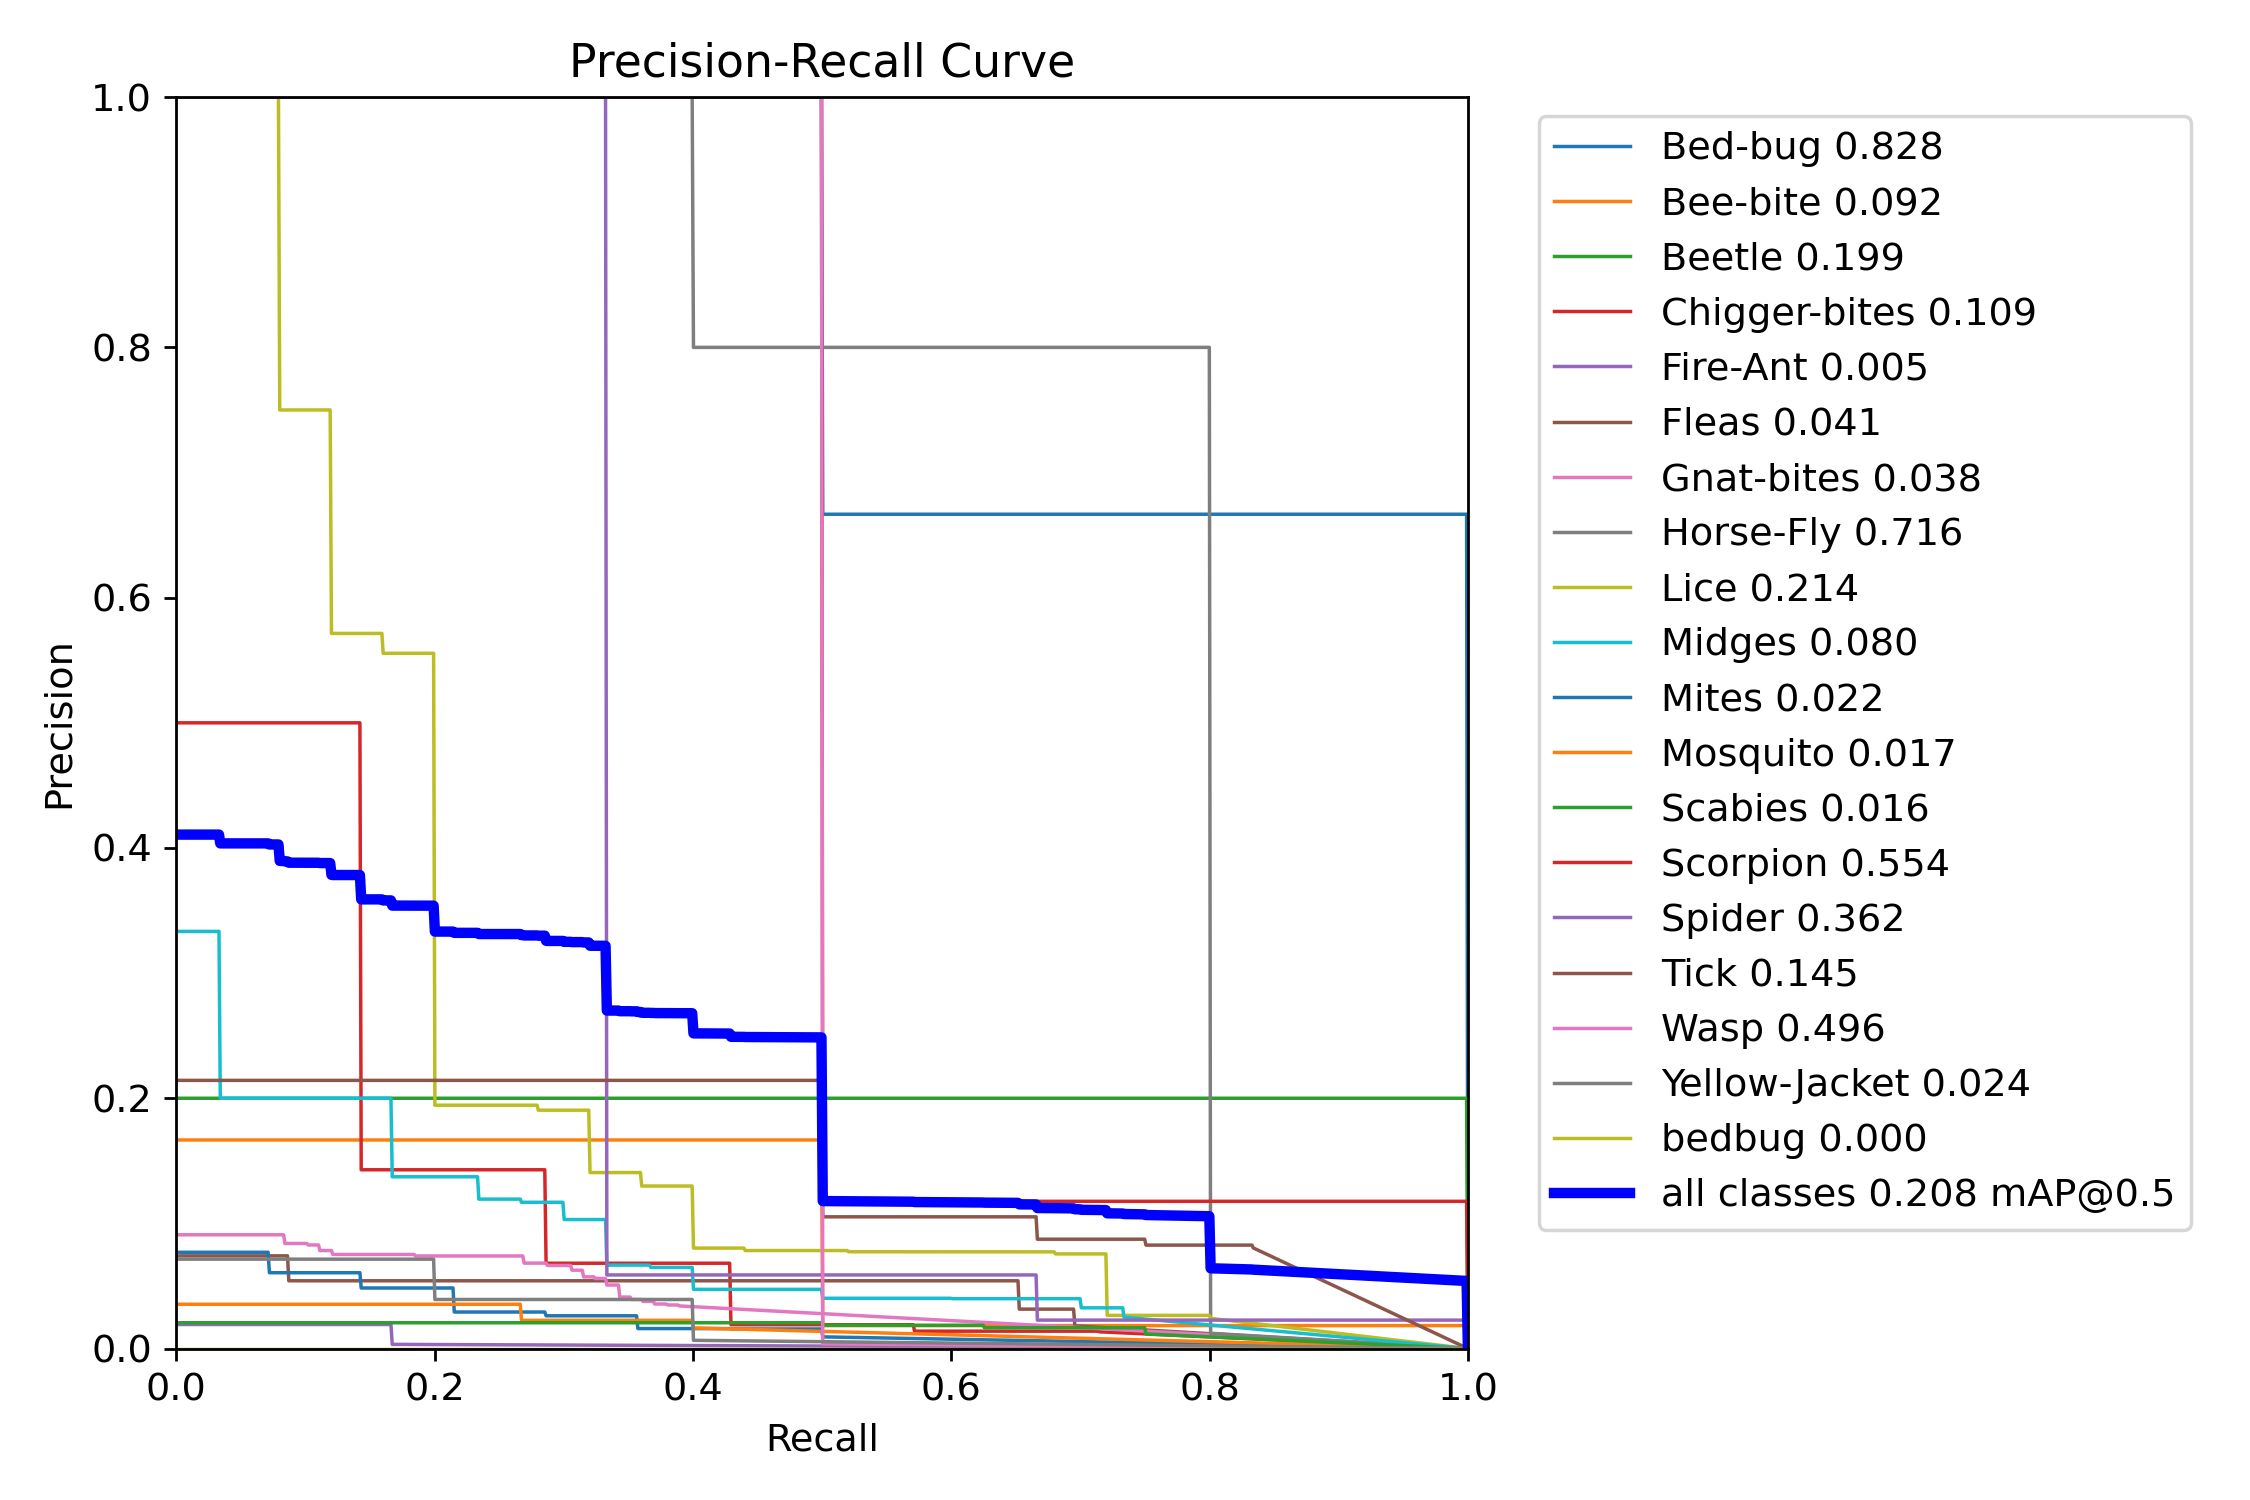 Precision-Recall Curve
1.0
0.8
0.6
0.4
0.2
0.0
Precision
0.0 0.2 0.4 0.6 0.8 1.0
Recall
Bed-bug 0.828
Bee-bite 0.092
Beetle 0.199
Chigger-bites 0.109
Fire-Ant 0.005
Fleas 0.041
Gnat-bites 0.038
Horse-Fly 0.716
Lice 0.214
Midges 0.080
Mites 0.022
Mosquito 0.017
Scabies 0.016
Scorpion 0.554
Spider 0.362
Tick 0.145
Wasp 0.496
Yellow-Jacket 0.024
bedbug 0.000
all classes 0.208 mAP@0.5